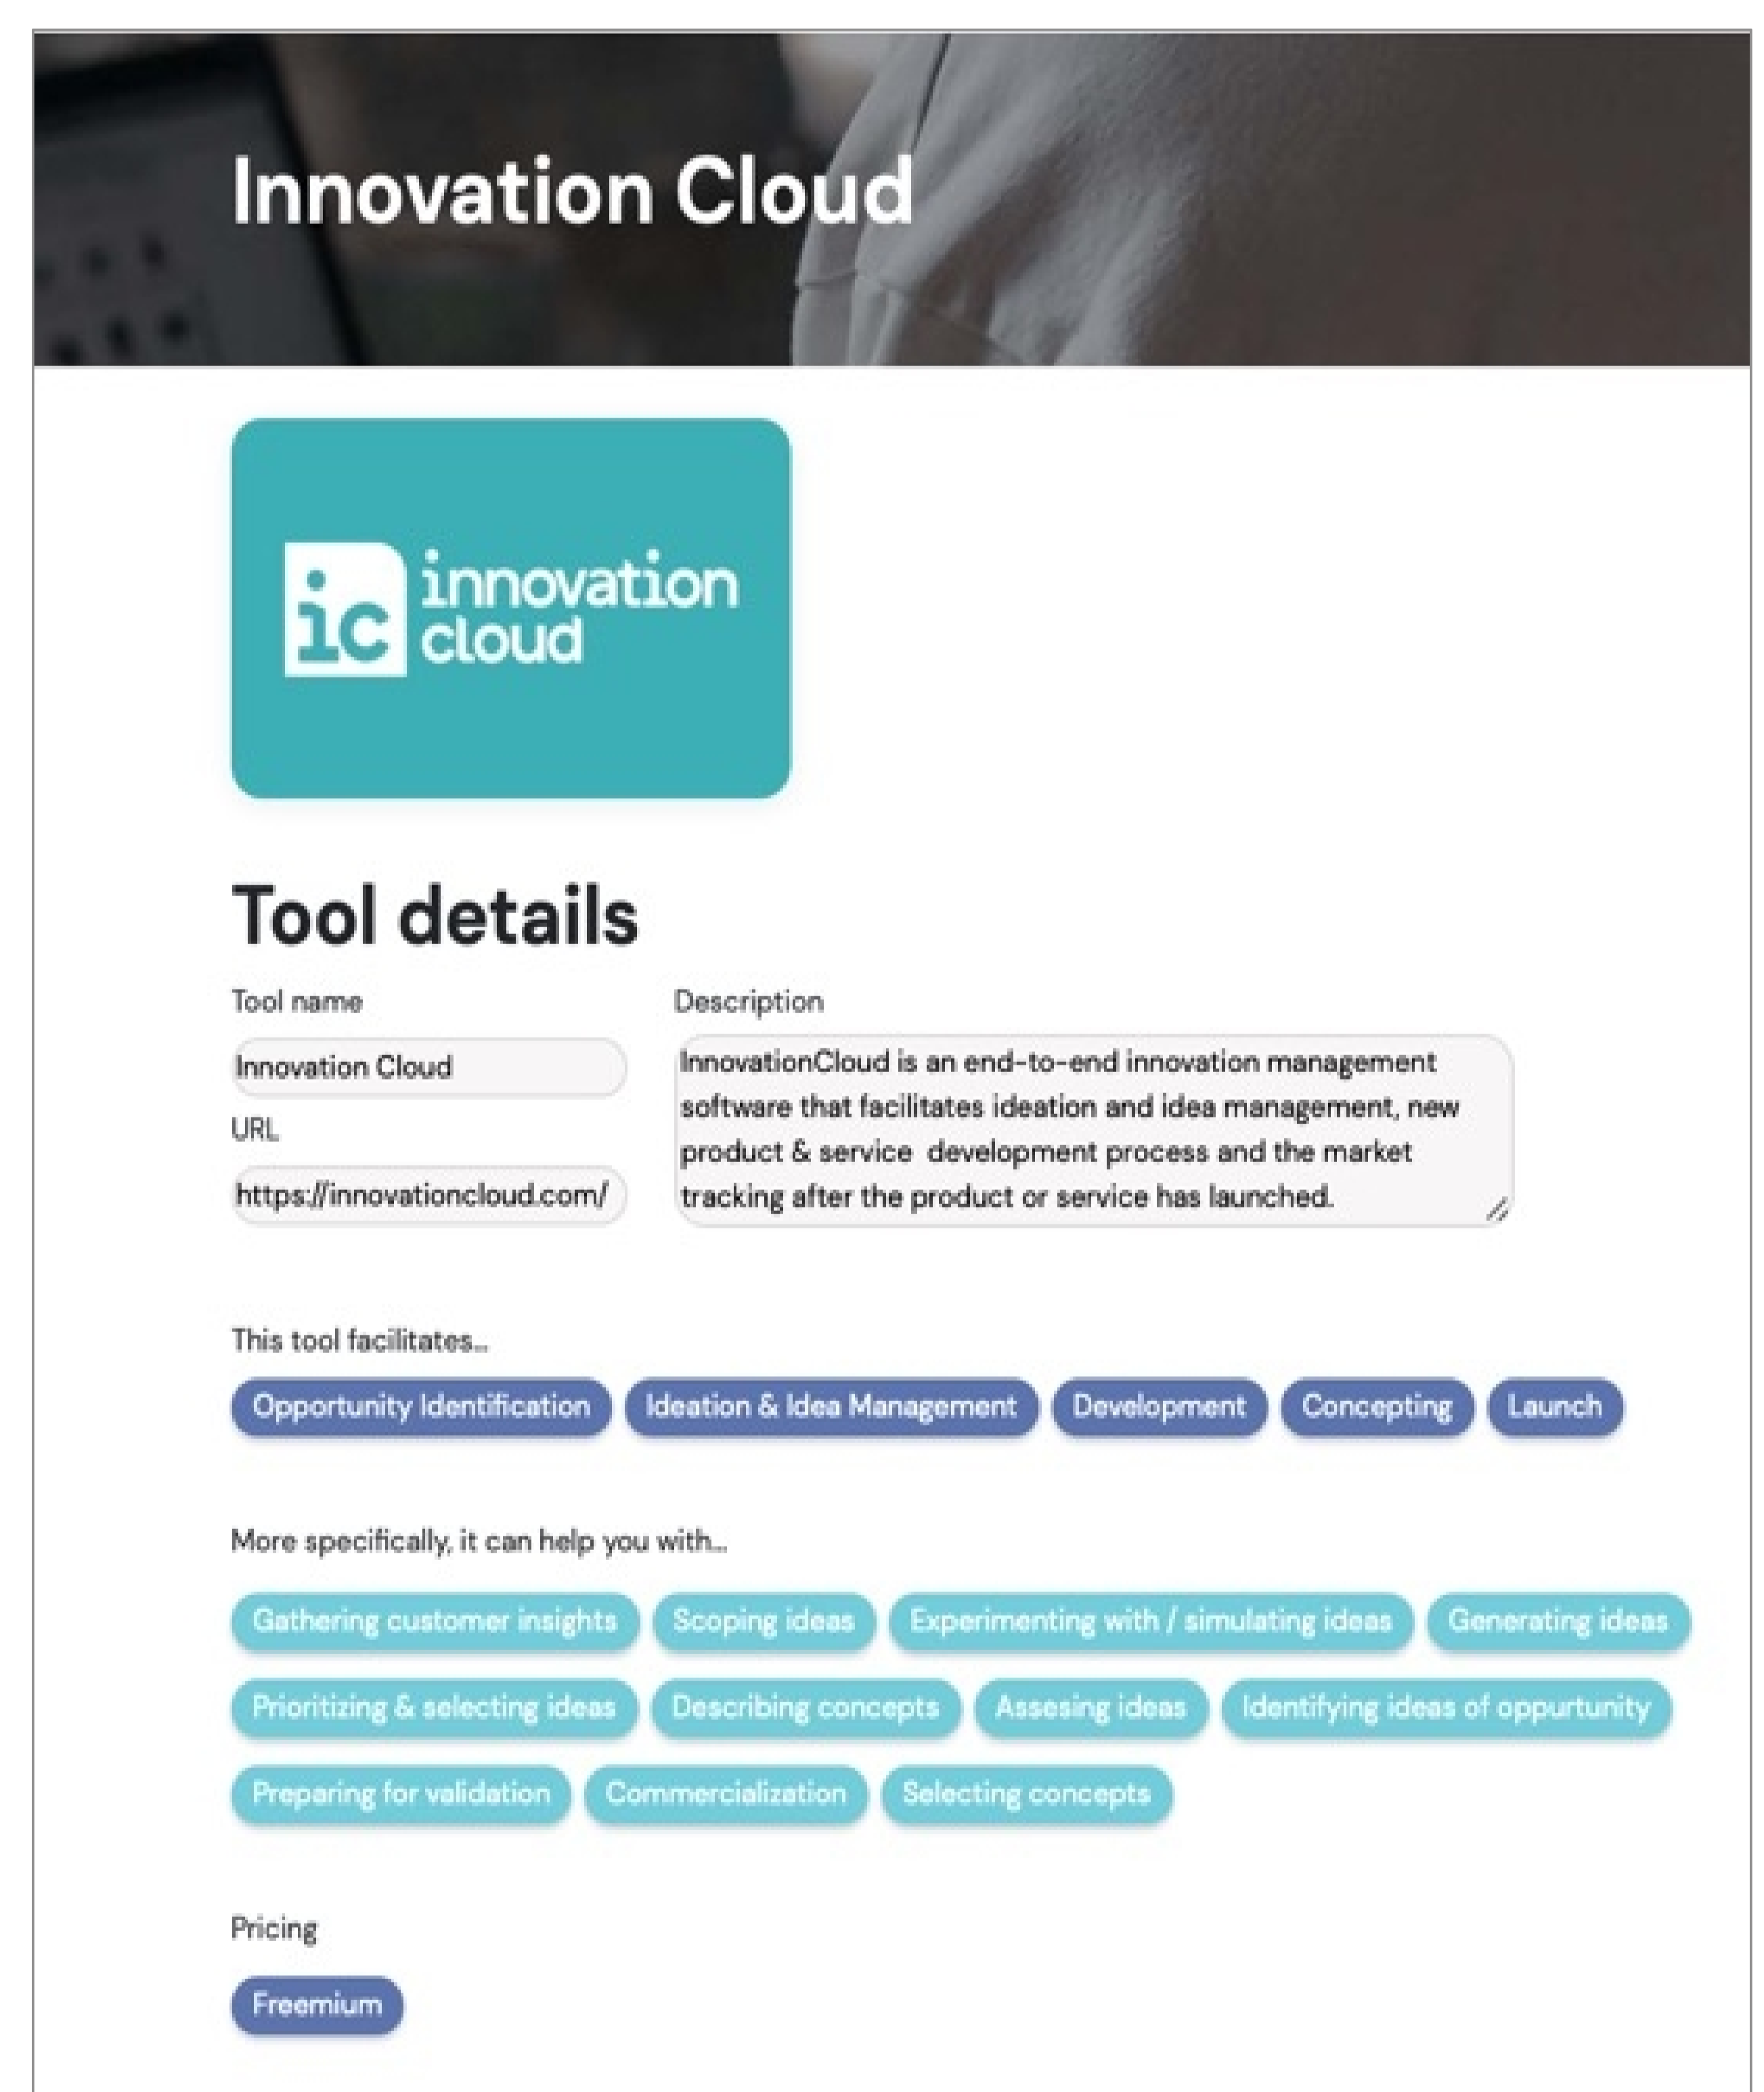 Innovation Cloud
ic innovation
cloud
Tool details
Tool name
Innovation Cloud
URL
https://innovationcloud.com/
Description
InnovationCloud is an end-to-end innovation management
software that facilitates ideation and idea management, new
product & service  development process and the market
tracking after the product or service has launched.
This tool facilitates...
Opportunity Identification Ideation & Idea Management Development Concepting Launch
More specifically, it can help you with...
Gathering customer insights Scoping ideas Experimenting with / simulating ideas Generating ideas
Prioritizing & selecting ideas Describing concepts Assesing ideas Identifying ideas of oppurtunity
Preparing for validation Commercialization Selecting concepts
Pricing
Freemium